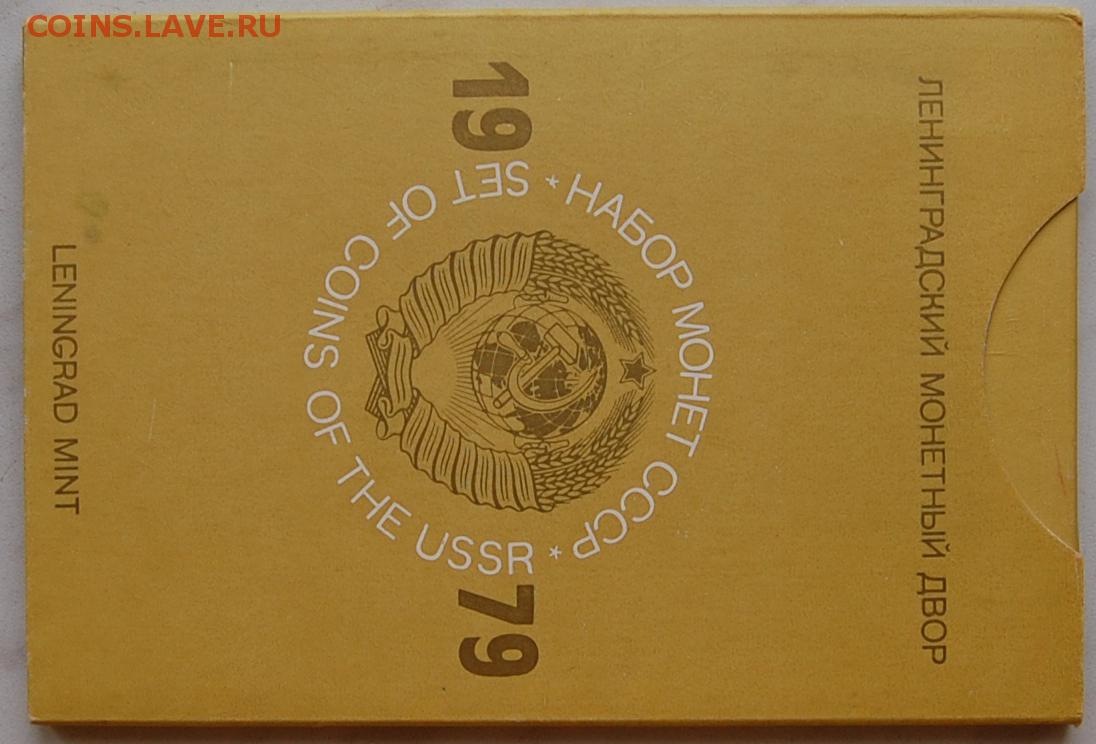 COINS.LAVE.RU
ЛЕНИНГРАДСКИЙ МОНЕТНЫЙ ДВОР
* НАБОР МОНЕТ СССР *
19 79
SET OF COINS OF THE USSR
LENINGRAD MINT